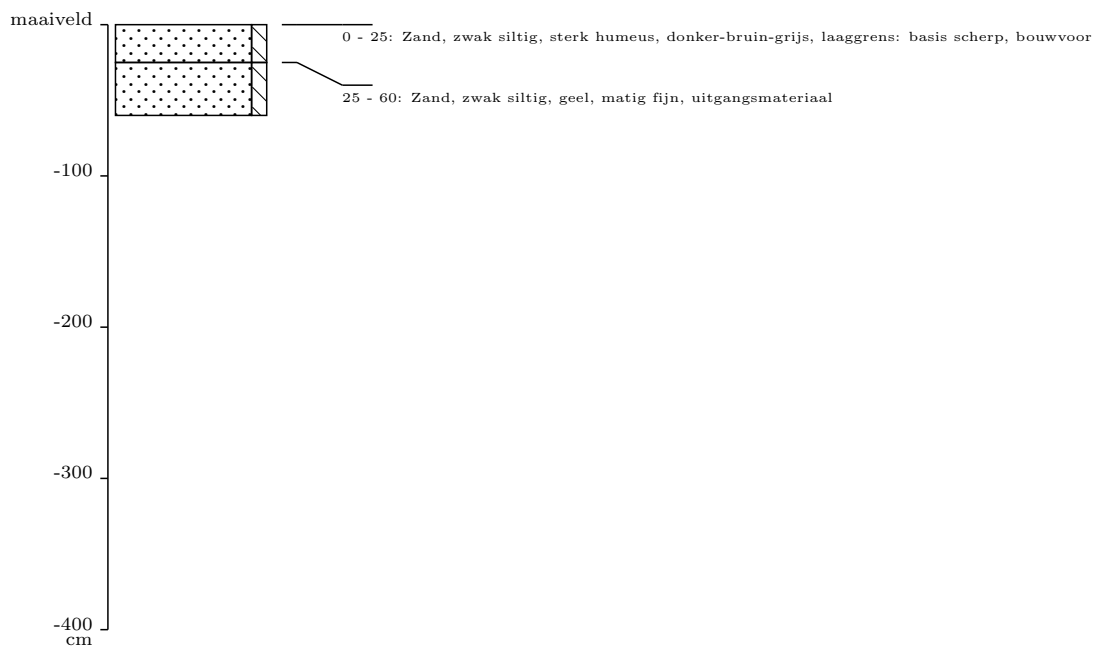 maaiveld
0 - 25: Zand, zwak siltig, sterk humeus, donker-bruin-grijs, laaggrens: basis scherp, bouwvoor
25 - 60: Zand, zwak siltig, geel, matig fijn, uitgangsmateriaal
-100
-200
-300
-400
cm